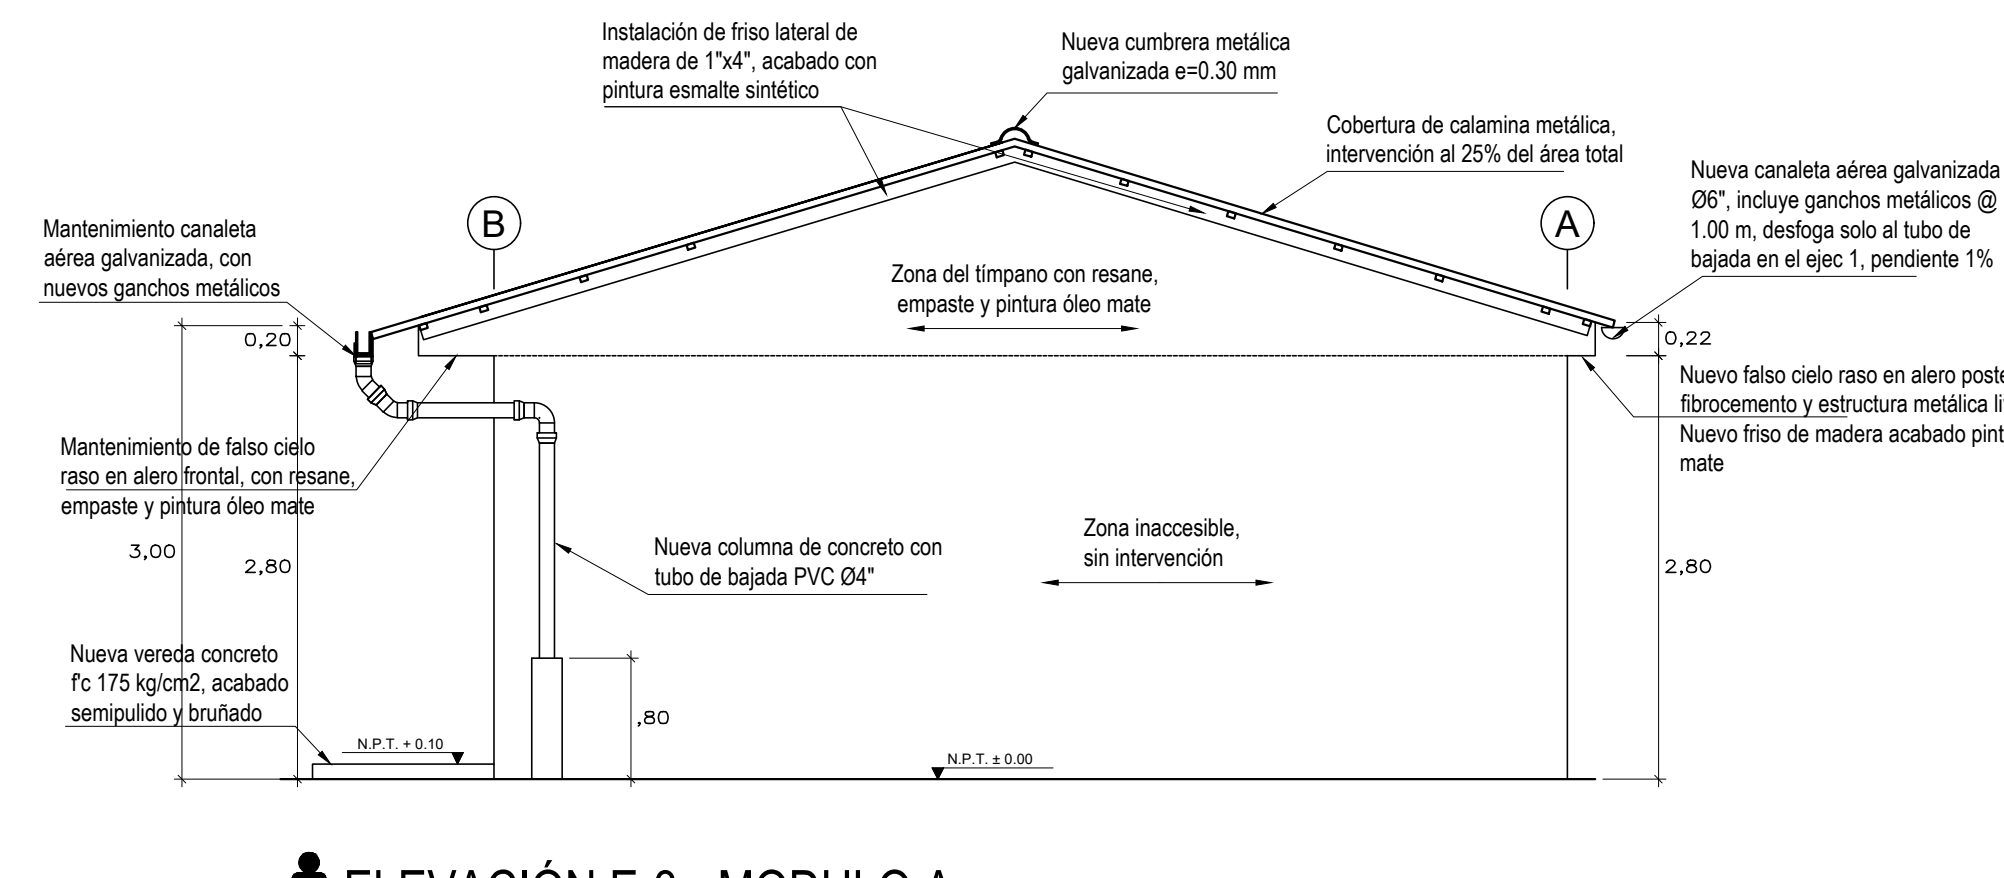 Instalación de friso lateral de
madera de 1"x4", acabado con
pintura esmalte sintético
Nueva cumbrera metálica
galvanizada e=0.30 mm
Cobertura de calamina metálica,
intervención al 25% del área total
Nueva canaleta aérea galvanizada
Ø6", incluye ganchos metálicos @
1.00 m, desfoga solo al tubo de
bajada en el ejec 1, pendiente 1%
Mantenimiento canaleta
aérea galvanizada, con
nuevos ganchos metálicos
B
A
Zona del tímpano con resane,
empaste y pintura óleo mate
0,20
0,22
Nuevo falso cielo raso en alero
fibrocemento y estructura metálica
Nuevo friso de madera acabado
mate
Mantenimiento de falso cielo
raso en alero frontal, con resane,
empaste y pintura óleo mate
3,00
2,80
Nueva columna de concreto con
tubo de bajada PVC Ø4"
Zona inaccesible,
sin intervención
2,80
Nueva vereda concreto
f'c 175 kg/cm2, acabado
semipulido y bruñado
,80
N.P.T. + 0.10
N.P.T. ± 0.00
ELEVACIÓN
MODULO A